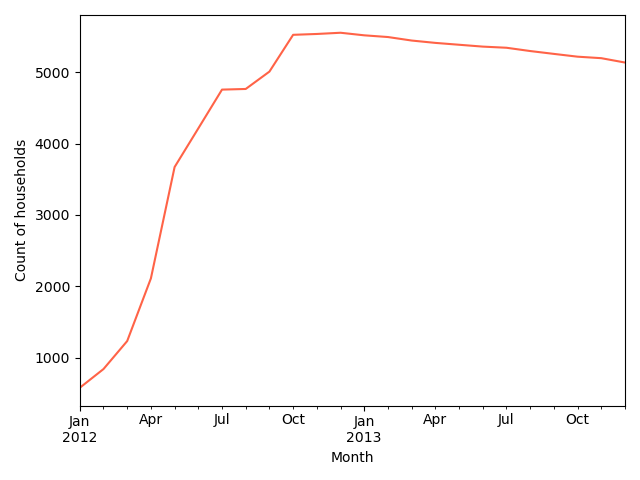 Count of households
5000
4000
3000
2000
1000
Jan
2012
Apr
Jul
Oct
Jan
2013
Apr
Jul
Oct
Month